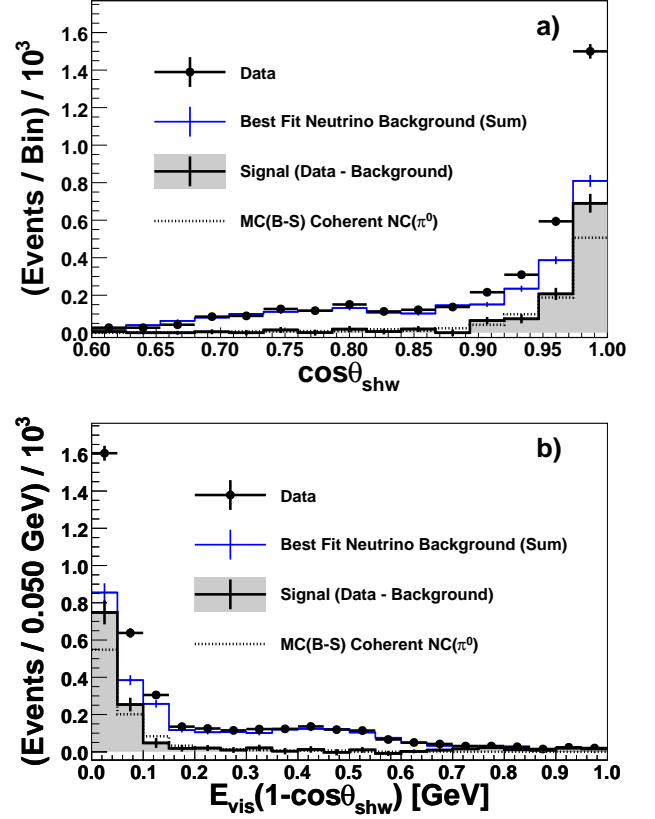 a)
(Events / Bin) / 10³
1.6
1.4
1.2
1.0
0.8
0.6
0.4
0.2
0.0
Data
Best Fit Neutrino Background (Sum)
Signal (Data - Background)
MC(B-S) Coherent NC(π⁰)
0.60 0.65 0.70 0.75 0.80 0.85 0.90 0.95 1.00
cosθshw
b)
(Events / 0.050 GeV) / 10³
1.6
1.4
1.2
1.0
0.8
0.6
0.4
0.2
0.0
Data
Best Fit Neutrino Background (Sum)
Signal (Data - Background)
MC(B-S) Coherent NC(π⁰)
0.0 0.1 0.2 0.3 0.4 0.5 0.6 0.7 0.8 0.9 1.0
Evis(1-cosθshw) [GeV]